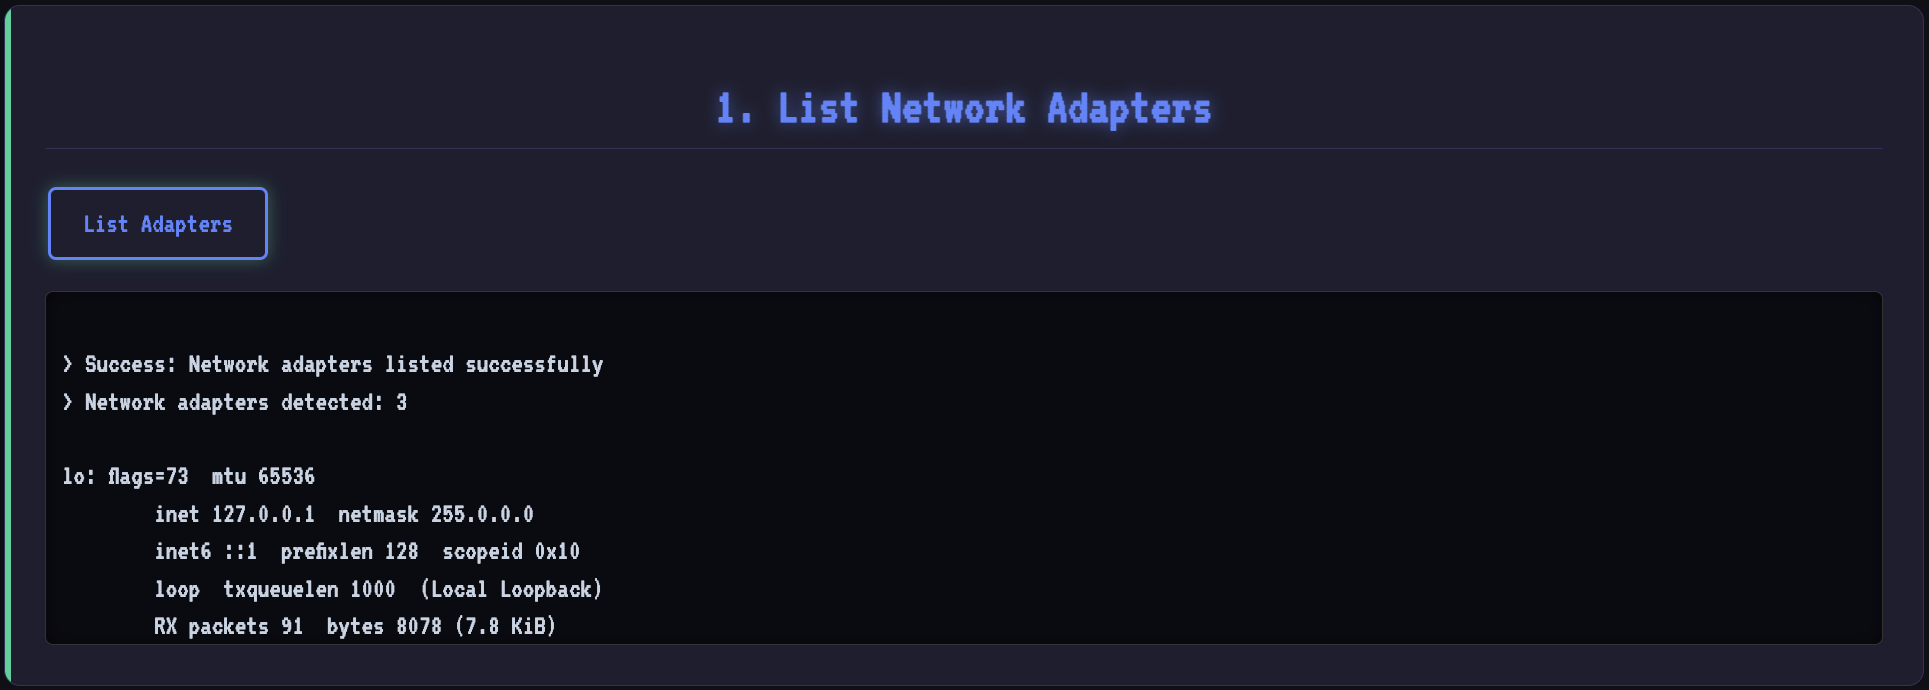 1. List Network Adapters
List Adapters
> Success: Network adapters listed successfully
> Network adapters detected: 3
lo: flags=73  mtu 65536
        inet 127.0.0.1  netmask 255.0.0.0
        inet6 ::1  prefixlen 128  scopeid 0x10
        loop  txqueuelen 1000  (Local Loopback)
        RX packets 91  bytes 8078 (7.8 KiB)